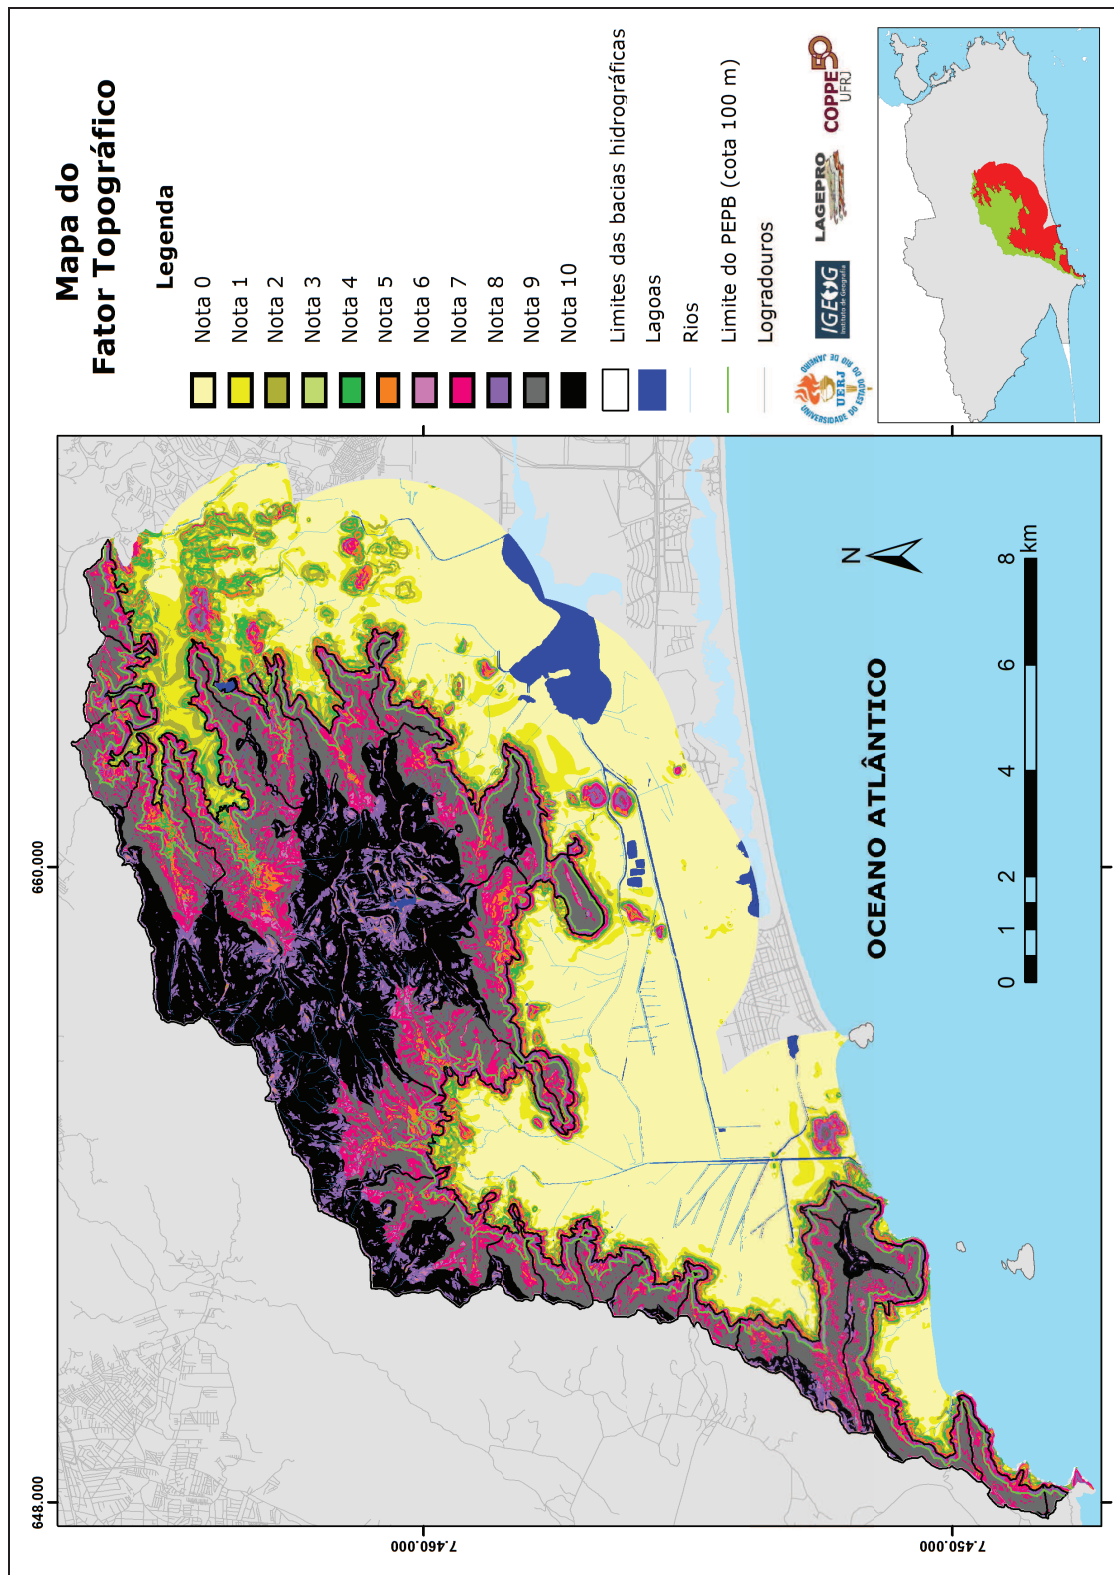 Mapa do
Fator Topográfico
Legenda
Nota 0
Nota 1
Nota 2
Nota 3
Nota 4
Nota 5
Nota 6
Nota 7
Nota 8
Nota 9
Nota 10
Limites das bacias hidrográficas
Lagoas
Rios
Limite do PEPB (cota 100 m)
Logradouros
UNIVERSIDADE DO ESTADO DO RIO DE JANEIRO
UERJ
IGEOG
Instituto de Geografia
LAGEPRO
COPPE 50
UFRJ
648.000
660.000
7.460.000
7.450.000
N
OCEANO ATLÂNTICO
0 1 2 4 6 8
km